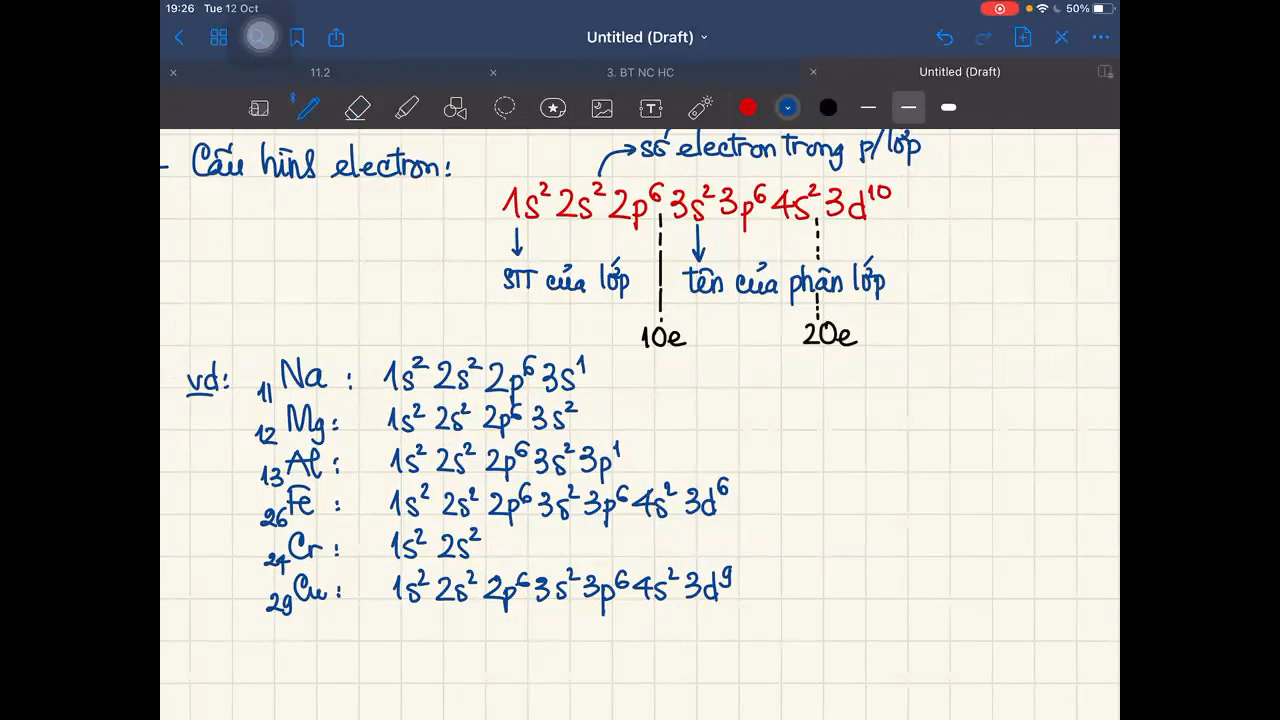 19:26 Tue 12 Oct 50%
Untitled (Draft)
11.2 3. BT NC HC Untitled (Draft)
- Cấu hình electron:
số electron trong p/lớp
1s² 2s² 2p⁶ 3s² 3p⁶ 4s² 3d¹⁰
STT của lớp tên của phân lớp
10e 20e
vd: ₁₁Na : 1s² 2s² 2p⁶ 3s¹
₁₂Mg: 1s² 2s² 2p⁶ 3s²
₁₃Al: 1s² 2s² 2p⁶ 3s² 3p¹
₂₆Fe : 1s² 2s² 2p⁶ 3s² 3p⁶ 4s² 3d⁶
₂₄Cr: 1s² 2s²
₂₉Cu: 1s² 2s² 2p⁶ 3s² 3p⁶ 4s² 3d⁹